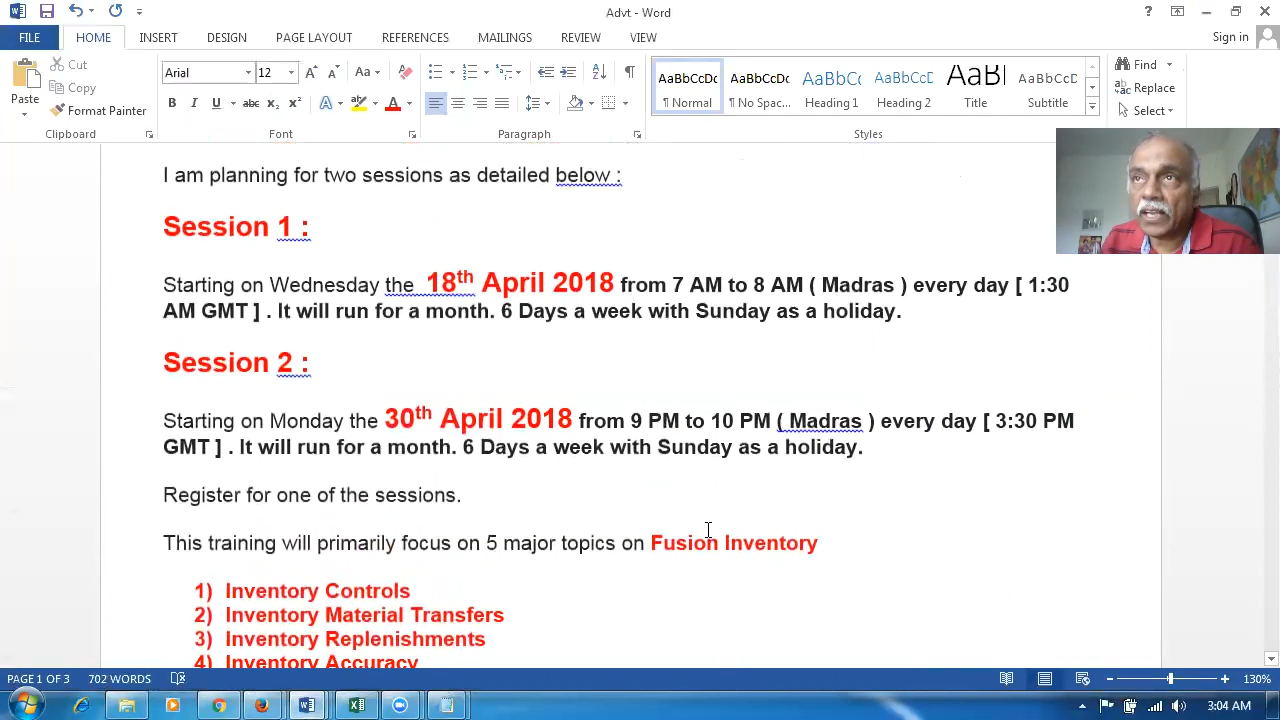 Advt - Word
FILE HOME INSERT DESIGN PAGE LAYOUT REFERENCES MAILINGS REVIEW VIEW Sign in
Cut
Copy
Format Painter
Paste
Clipboard
Arial 12
Font
Paragraph
AaBbCcDc AaBbCcDc AaBbC AaBbCcD AaB AaBbCcD
¶ Normal ¶ No Spac... Heading 1 Heading 2 Title Subtitle
Styles
Find
Replace
Select
I am planning for two sessions as detailed below :
Session 1 :
Starting on Wednesday the 18th April 2018 from 7 AM to 8 AM ( Madras ) every day [ 1:30
AM GMT ] . It will run for a month. 6 Days a week with Sunday as a holiday.
Session 2 :
Starting on Monday the 30th April 2018 from 9 PM to 10 PM ( Madras ) every day [ 3:30 PM
GMT ] . It will run for a month. 6 Days a week with Sunday as a holiday.
Register for one of the sessions.
This training will primarily focus on 5 major topics on Fusion Inventory
1) Inventory Controls
2) Inventory Material Transfers
3) Inventory Replenishments
4) Inventory Accuracy
PAGE 1 OF 3 702 WORDS 130%
3:04 AM